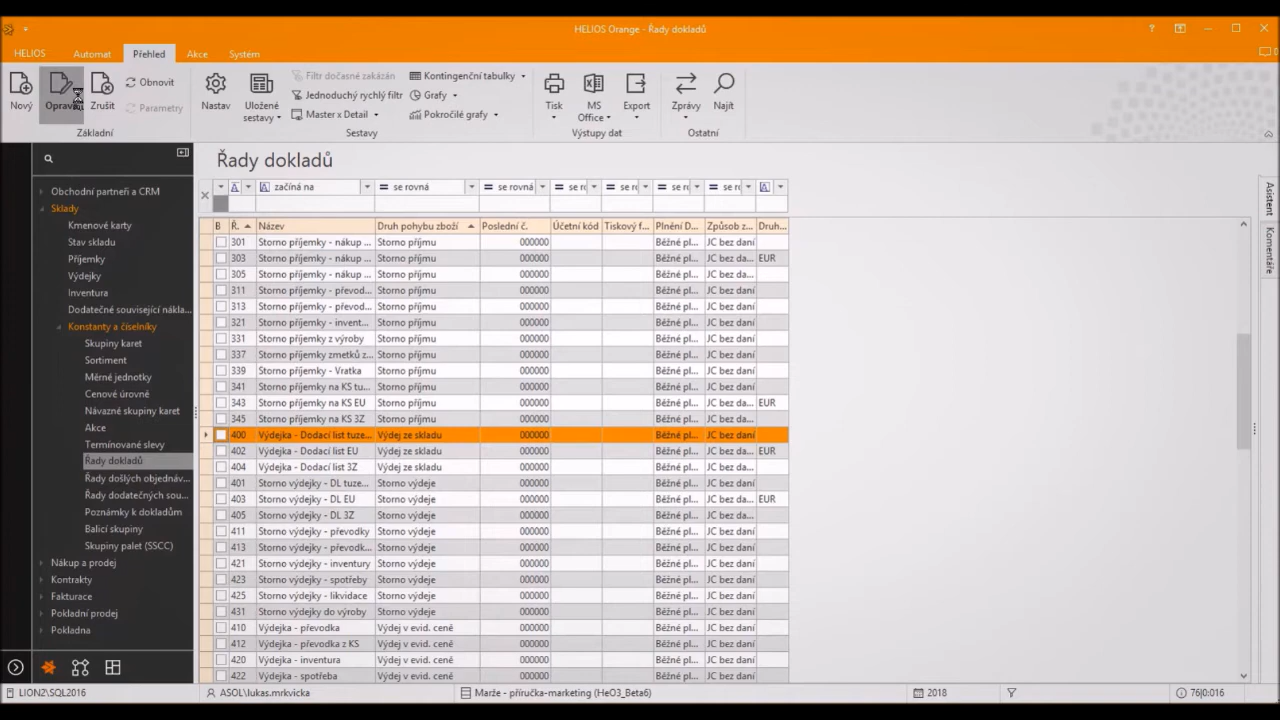 HELIOS Orange - Řady dokladů
HELIOS Automat Přehled Akce Systém
Nový Oprava Zrušit Obnovit Parametry
Základní
Nastav Uložené sestavy Filtr dočasné zakázán Jednoduchý rychlý filtr Master x Detail Kontingenční tabulky Grafy Pokročilé grafy
Sestavy
Tisk MS Office Export
Výstupy dat
Zprávy Najít
Ostatní
Obchodní partneři a CRM
Sklady
Kmenové karty
Stav skladu
Příjemky
Výdejky
Inventura
Dodatečné související nákla...
Konstanty a číselníky
Skupiny karet
Sortiment
Měrné jednotky
Cenové úrovně
Návazné skupiny karet
Akce
Termínované slevy
Řady dokladů
Řady došlých objednáv...
Řady dodatečných sou...
Poznámky k dokladům
Balicí skupiny
Skupiny palet (SSCC)
Nákup a prodej
Kontrakty
Fakturace
Pokladní prodej
Pokladna
Řady dokladů
začíná na se rovná se rovná
B Ř. Název Druh pohybu zboží Poslední č. Účetní kód Tiskový f... Plnění D... Způsob z... Druh...
301 Storno příjemky - nákup ... Storno příjmu 000000 Běžné pl... JC bez daní
303 Storno příjemky - nákup ... Storno příjmu 000000 Běžné pl... JC bez da... EUR
305 Storno příjemky - nákup ... Storno příjmu 000000 Běžné pl... JC bez da...
311 Storno příjemky - převod... Storno příjmu 000000 Běžné pl... JC bez daní
313 Storno příjemky - převod... Storno příjmu 000000 Běžné pl... JC bez daní
321 Storno příjemky - invent... Storno příjmu 000000 Běžné pl... JC bez daní
331 Storno příjemky z výroby Storno příjmu 000000 Běžné pl... JC bez daní
337 Storno příjemky zmetků z... Storno příjmu 000000 Běžné pl... JC bez daní
339 Storno příjemky - Vratka Storno příjmu 000000 Běžné pl... JC bez daní
341 Storno příjemky na KS tu... Storno příjmu 000000 Běžné pl... JC bez daní
343 Storno příjemky na KS EU Storno příjmu 000000 Běžné pl... JC bez da... EUR
345 Storno příjemky na KS 3Z Storno příjmu 000000 Běžné pl... JC bez da...
400 Výdejka - Dodací list tuze... Výdej ze skladu 000000 Běžné pl... JC bez daní
402 Výdejka - Dodací list EU Výdej ze skladu 000000 Běžné pl... JC bez da... EUR
404 Výdejka - Dodací list 3Z Výdej ze skladu 000000 Běžné pl... JC bez da...
401 Storno výdejky - DL tuze... Storno výdeje 000000 Běžné pl... JC bez daní
403 Storno výdejky - DL EU Storno výdeje 000000 Běžné pl... JC bez da... EUR
405 Storno výdejky - DL 3Z Storno výdeje 000000 Běžné pl... JC bez da...
411 Storno výdejky - převodky Storno výdeje 000000 Běžné pl... JC bez daní
413 Storno výdejky - převodk... Storno výdeje 000000 Běžné pl... JC bez daní
421 Storno výdejky - inventury Storno výdeje 000000 Běžné pl... JC bez daní
423 Storno výdejky - spotřeby Storno výdeje 000000 Běžné pl... JC bez daní
425 Storno výdejky - likvidace Storno výdeje 000000 Běžné pl... JC bez daní
431 Storno výdejky do výroby Storno výdeje 000000 Běžné pl... JC bez daní
410 Výdejka - převodka Výdej v evid. ceně 000000 Běžné pl... JC bez daní
412 Výdejka - převodka z KS Výdej v evid. ceně 000000 Běžné pl... JC bez daní
420 Výdejka - inventura Výdej v evid. ceně 000000 Běžné pl... JC bez daní
422 Výdejka - spotřeba Výdej v evid. ceně 000000 Běžné pl... JC bez daní
Asistent
Komentáře
LION2\SQL2016 ASOL\lukas.mrkvicka Marže - příručka-marketing (HeO3_Beta6) 2018 76|0:016